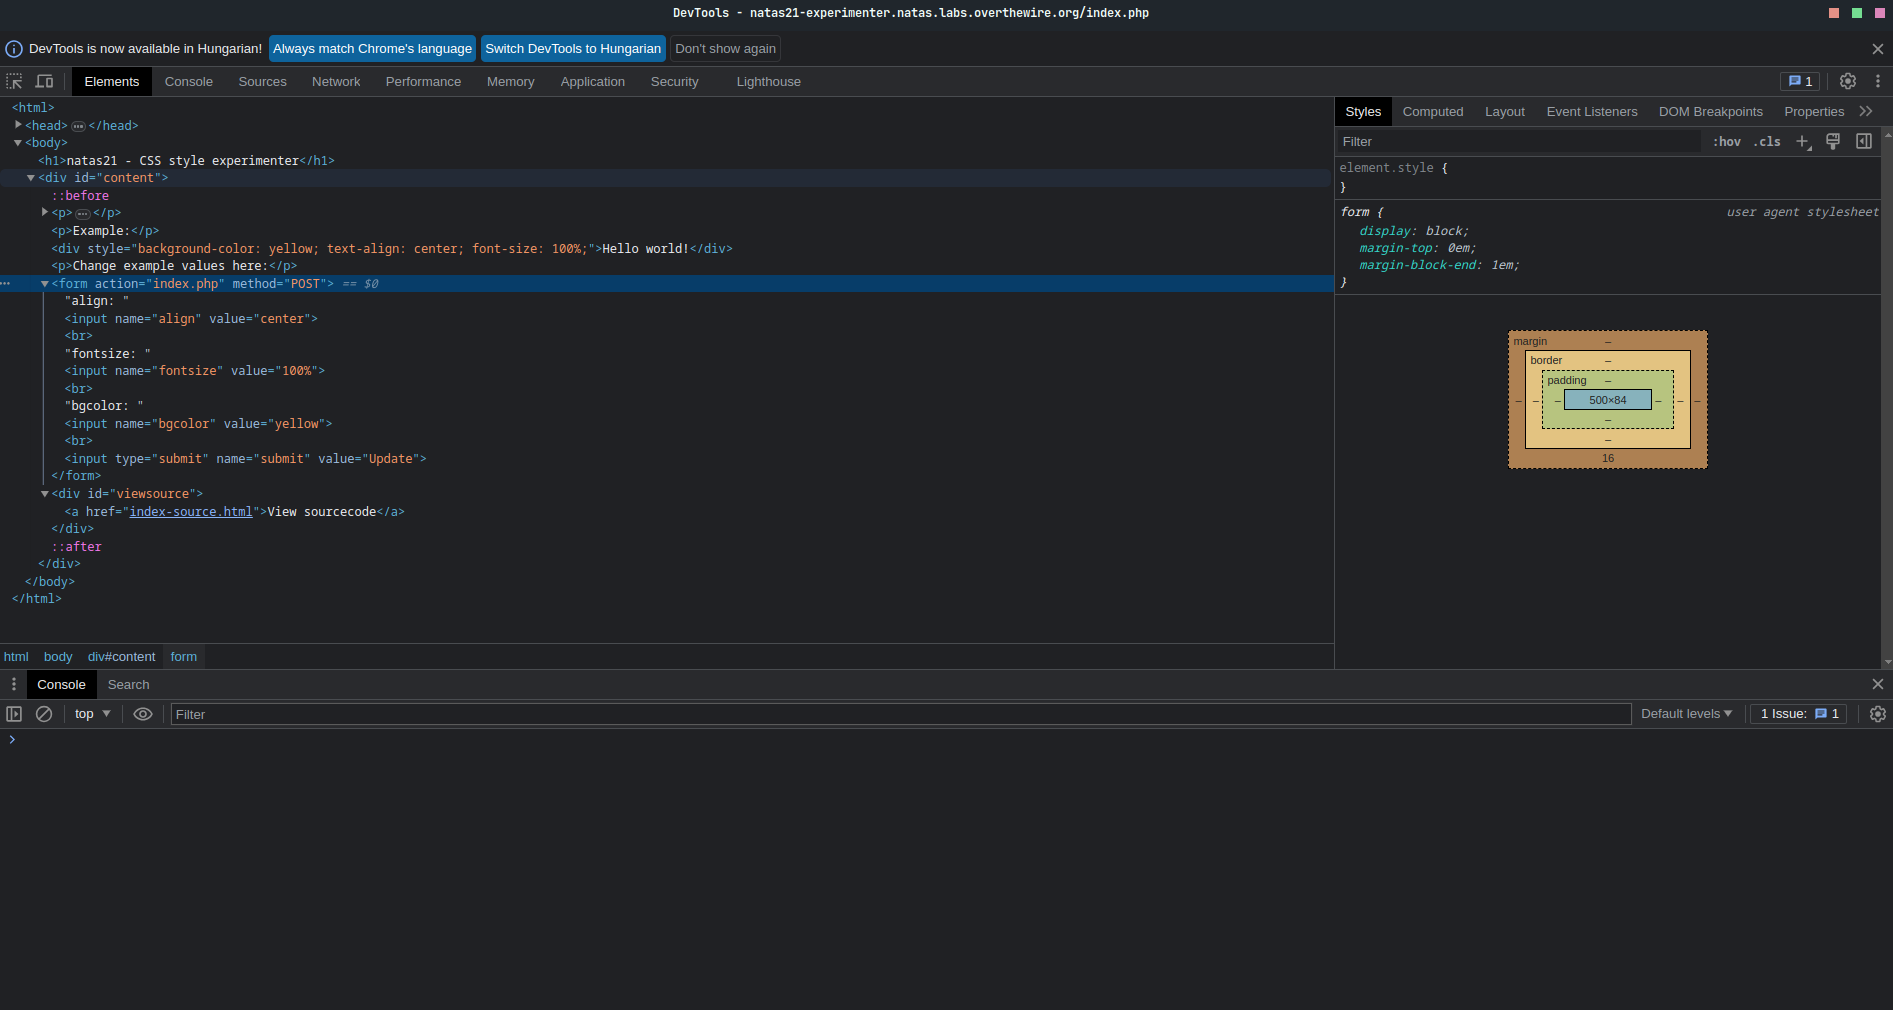 DevTools - natas21-experimenter.natas.labs.overthewire.org/index.php
DevTools is now available in Hungarian! Always match Chrome's language Switch DevTools to Hungarian Don't show again
Elements Console Sources Network Performance Memory Application Security Lighthouse 1
<html>
<head> </head>
<body>
<h1>natas21 - CSS style experimenter</h1>
<div id="content">
::before
<p> </p>
<p>Example:</p>
<div style="background-color: yellow; text-align: center; font-size: 100%;">Hello world!</div>
<p>Change example values here:</p>
<form action="index.php" method="POST"> == $0
"align: "
<input name="align" value="center">
<br>
"fontsize: "
<input name="fontsize" value="100%">
<br>
"bgcolor: "
<input name="bgcolor" value="yellow">
<br>
<input type="submit" name="submit" value="Update">
</form>
<div id="viewsource">
<a href="index-source.html">View sourcecode</a>
</div>
::after
</div>
</body>
</html>
html body div#content form
Styles Computed Layout Event Listeners DOM Breakpoints Properties
Filter :hov .cls
element.style {
}
form { user agent stylesheet
display: block;
margin-top: 0em;
margin-block-end: 1em;
}
margin –
border –
padding –
– – – 500×84 – – –
–
–
16
Console Search
top Filter Default levels 1 Issue: 1